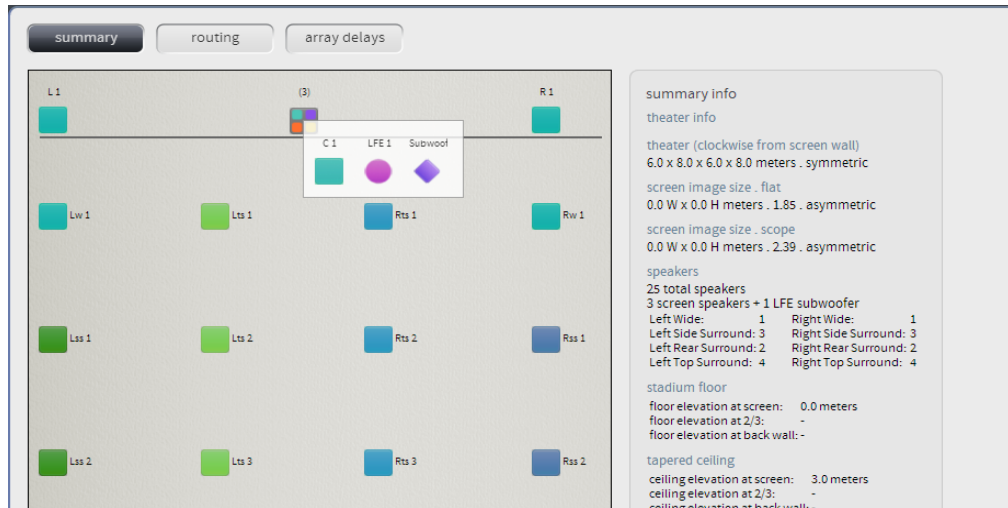 summary routing array delays
L 1 (3) R 1
C 1 LFE 1 Subwoof
Lw 1 Lts 1 Rts 1 Rw 1
Lss 1 Lts 2 Rts 2 Rss 1
Lss 2 Lts 3 Rts 3 Rss 2
summary info
theater info
theater (clockwise from screen wall)
6.0 x 8.0 x 6.0 x 8.0 meters . symmetric
screen image size . flat
0.0 W x 0.0 H meters . 1.85 . asymmetric
screen image size . scope
0.0 W x 0.0 H meters . 2.39 . asymmetric
speakers
25 total speakers
3 screen speakers + 1 LFE subwoofer
Left Wide: 1 Right Wide: 1
Left Side Surround: 3 Right Side Surround: 3
Left Rear Surround: 2 Right Rear Surround: 2
Left Top Surround: 4 Right Top Surround: 4
stadium floor
floor elevation at screen: 0.0 meters
floor elevation at 2/3: -
floor elevation at back wall: -
tapered ceiling
ceiling elevation at screen: 3.0 meters
ceiling elevation at 2/3: -
ceiling elevation at back wall: -